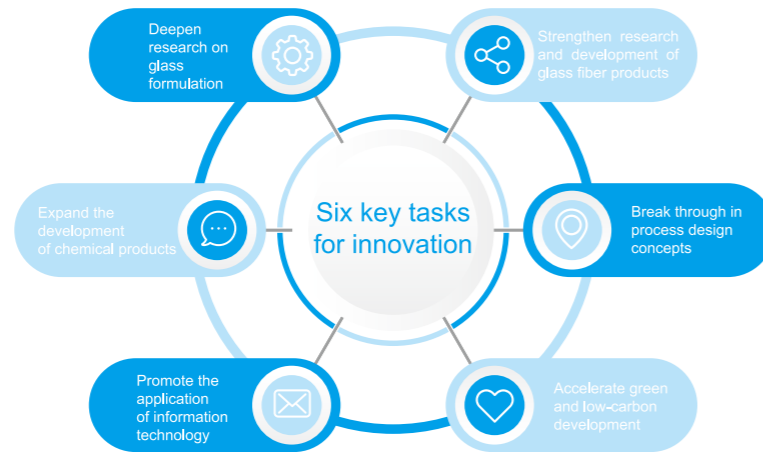 Deepen
research on
glass
formulation
Strengthen research
and development of
glass fiber products
Expand the
development
of chemical products
Six key tasks
for innovation
Break through in
process design
concepts
Promote the
application
of information
technology
Accelerate green
and low-carbon
development